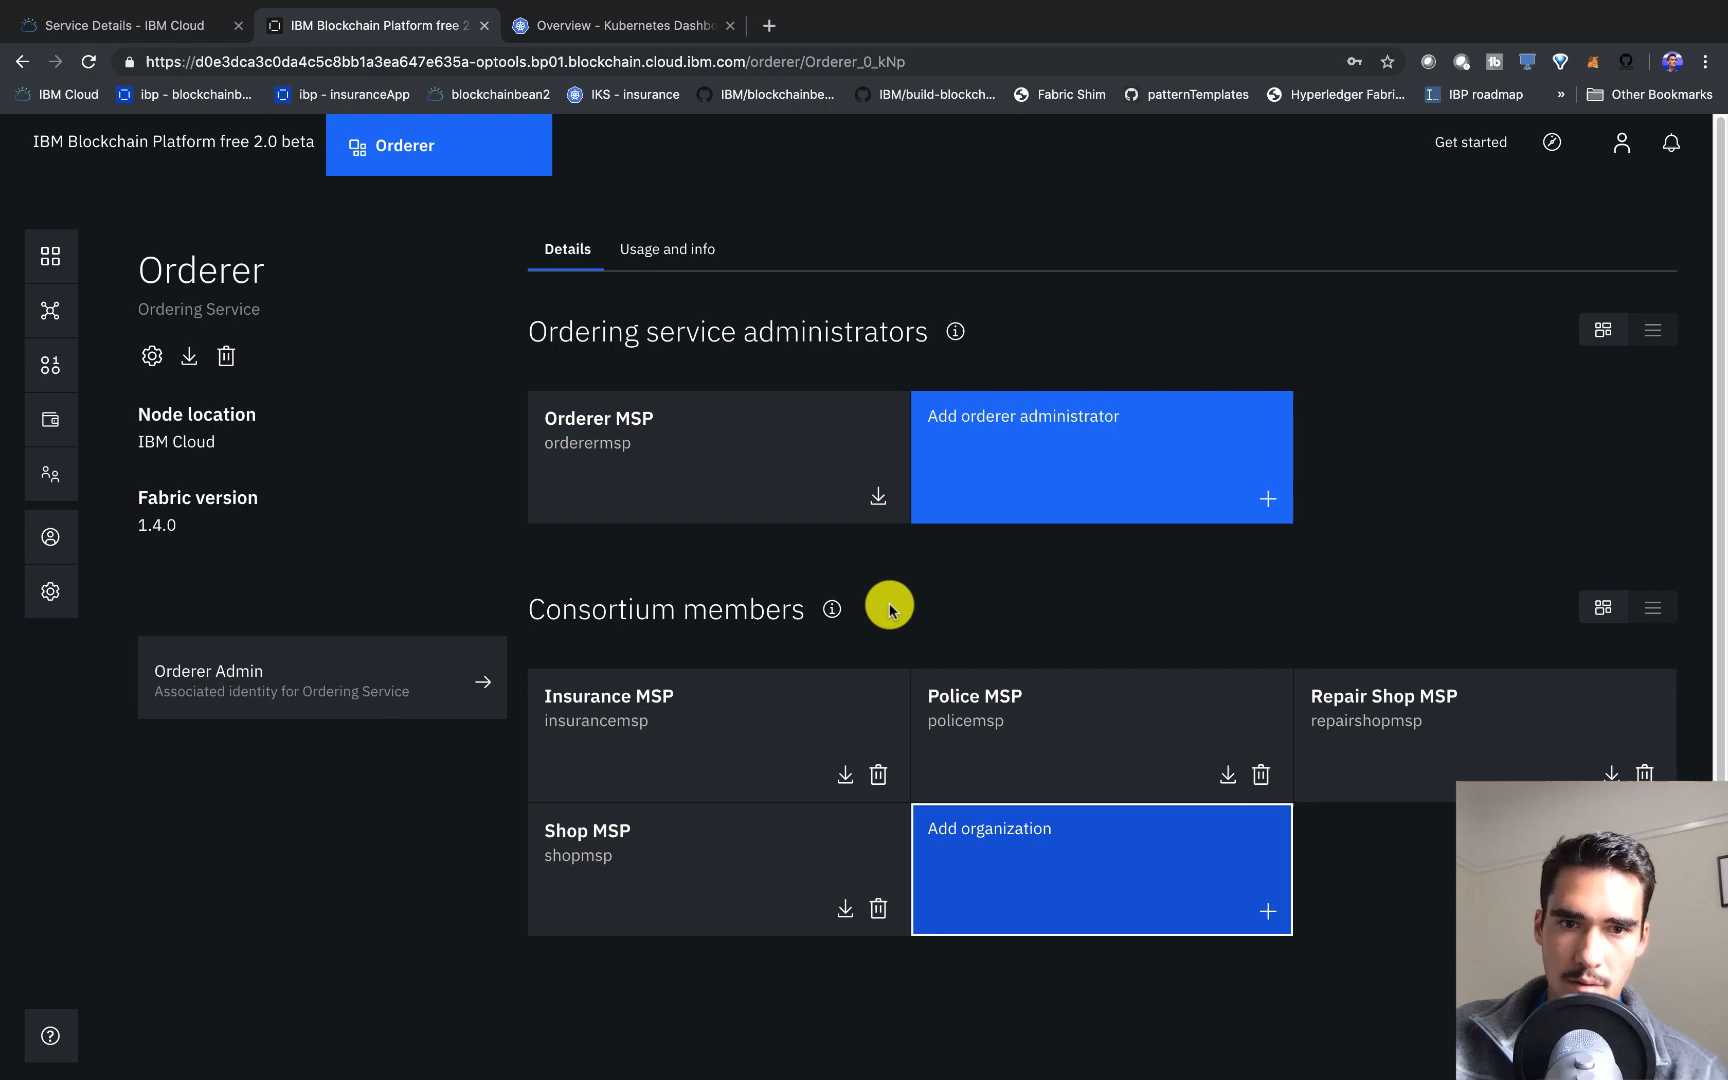 Service Details - IBM Cloud
IBM Blockchain Platform free 2
Overview - Kubernetes Dashbo
https://d0e3dca3c0da4c5c8bb1a3ea647e635a-optools.bp01.blockchain.cloud.ibm.com/orderer/Orderer_0_kNp
IBM Cloud
ibp - blockchainb...
ibp - insuranceApp
blockchainbean2
IKS - insurance
IBM/blockchainbe...
IBM/build-blockch...
Fabric Shim
patternTemplates
Hyperledger Fabri...
IBP roadmap
»
Other Bookmarks
IBM Blockchain Platform free 2.0 beta
Orderer
Get started
Orderer
Ordering Service
Node location
IBM Cloud
Fabric version
1.4.0
Orderer Admin
Associated identity for Ordering Service
Details
Usage and info
Ordering service administrators
Orderer MSP
orderermsp
Add orderer administrator
Consortium members
Insurance MSP
insurancemsp
Police MSP
policemsp
Repair Shop MSP
repairshopmsp
Shop MSP
shopmsp
Add organization